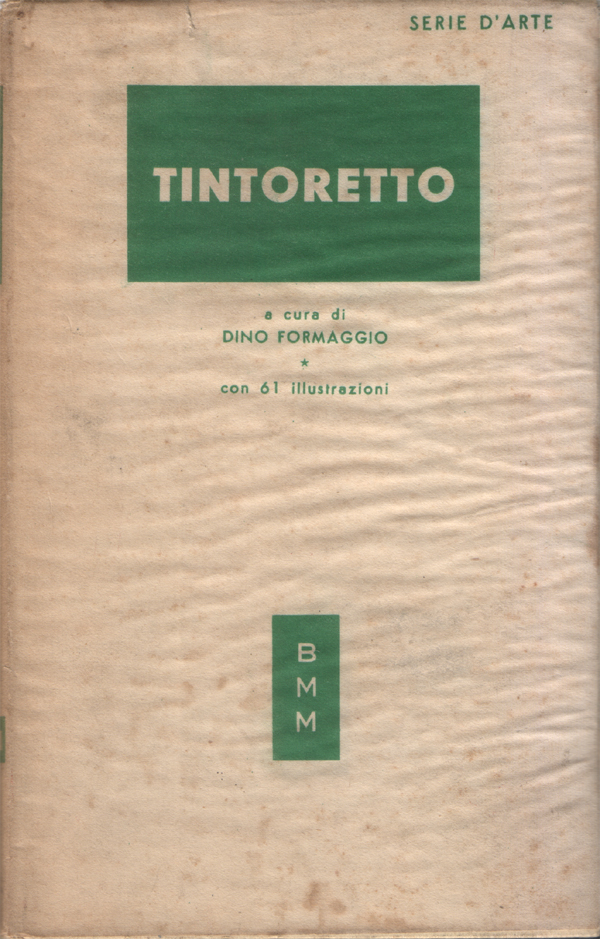 SERIE D'ARTE
TINTORETTO
a cura di
DINO FORMAGGIO
*
con 61 illustrazioni
B
M
M